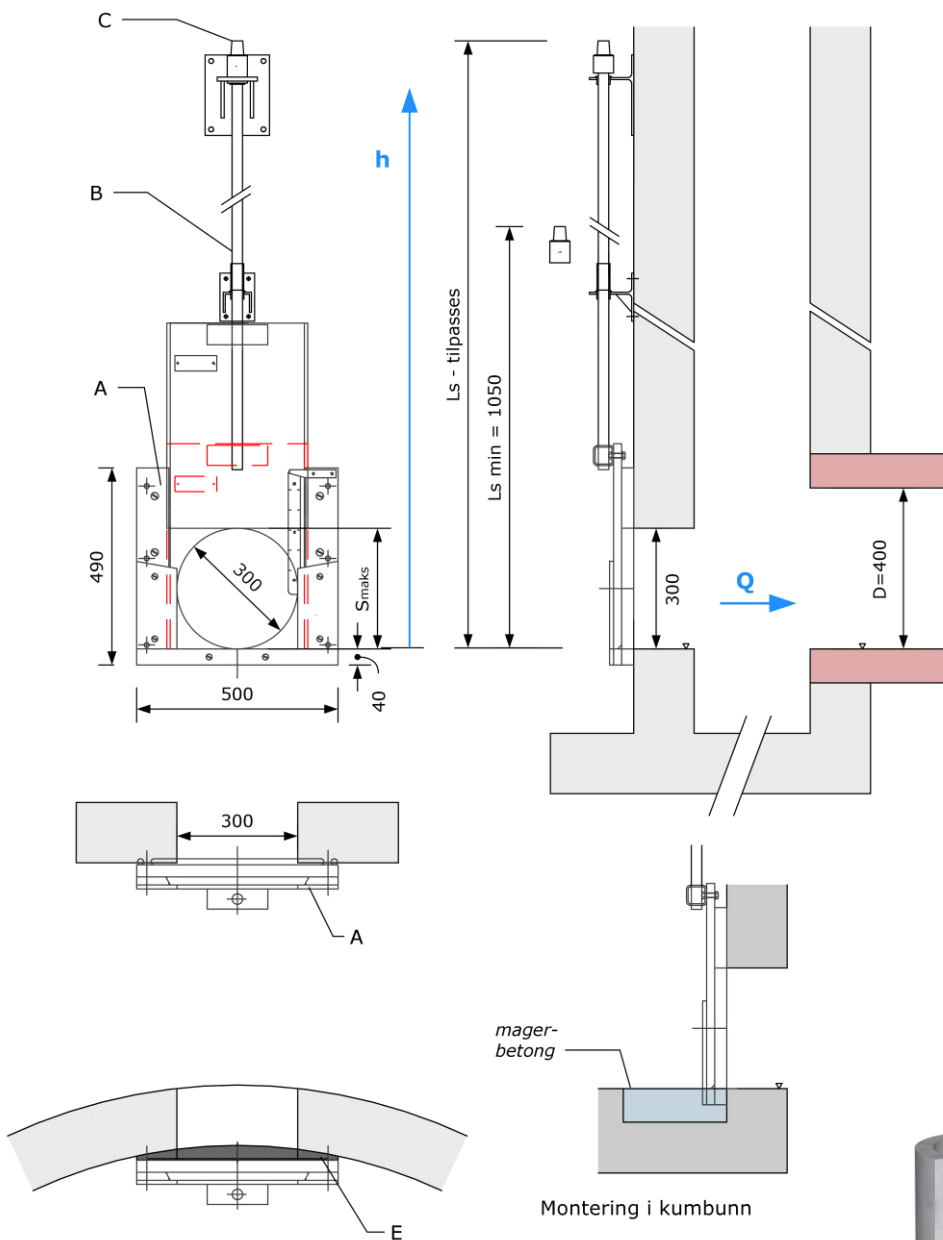 C
h
B
A
490
300
Smaks
40
500
Ls - tilpasses
Ls min = 1050
300
Q
D=400
300
A
mager-
betong
E
Montering i kumbunn